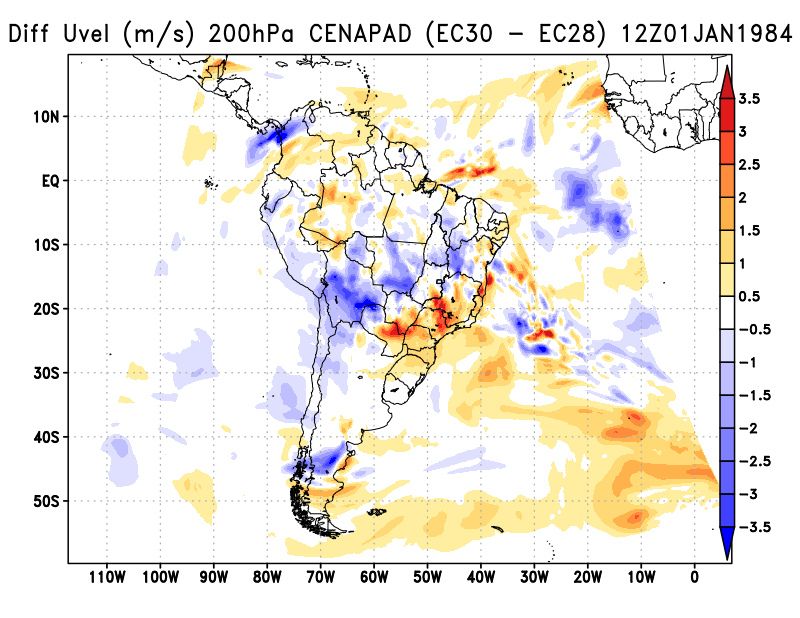 Diff Uvel (m/s) 200hPa CENAPAD (EC30 − EC28) 12Z01JAN1984
10N
EQ
10S
20S
30S
40S
50S
110W 100W 90W 80W 70W 60W 50W 40W 30W 20W 10W 0
3.5
3
2.5
2
1.5
1
0.5
−0.5
−1
−1.5
−2
−2.5
−3
−3.5